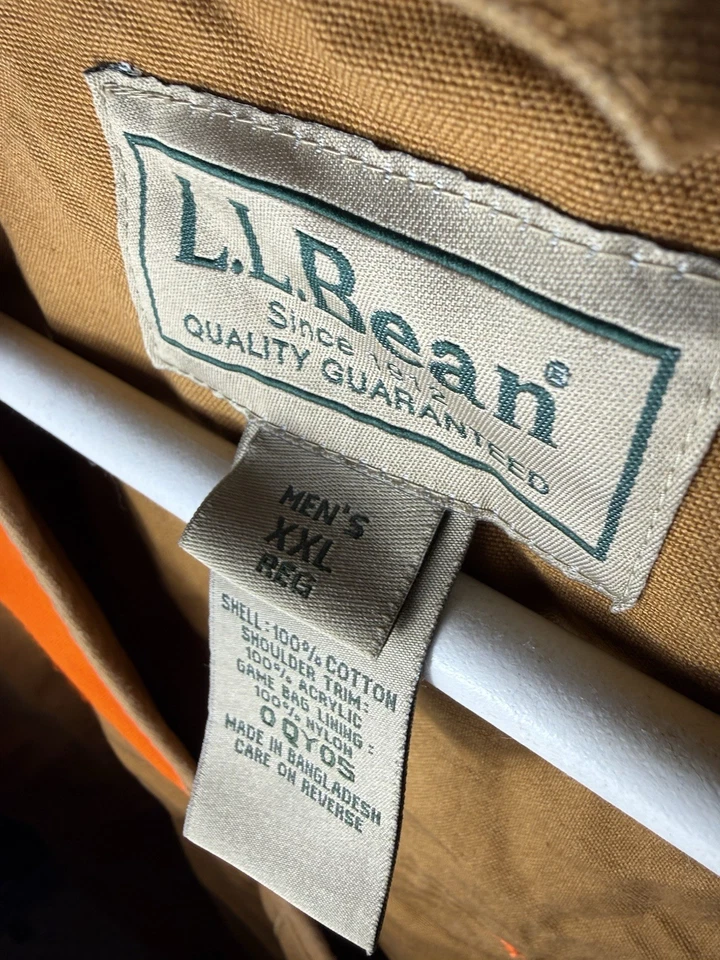 L.L.Bean®
Since 1912
QUALITY GUARANTEED
MEN'S
XXL
REG
SHELL: 100% COTTON
SHOULDER TRIM:
100% ACRYLIC
GAME BAG LINING:
100% NYLON
0QY05
MADE IN BANGLADESH
CARE ON REVERSE